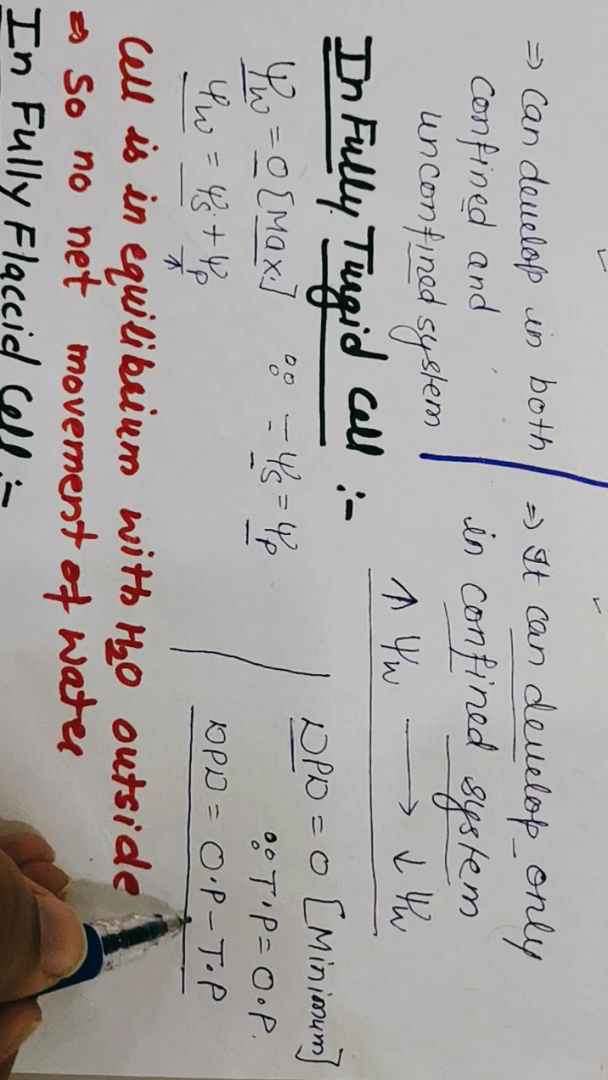 ⇒ Can develop in both
confined and
unconfined system
⇒ It can develop only
in confined system
↑ Ψw ⟶ ↓ Ψw
In Fully Turgid Cell :-
Ψw = 0 [Max.] ∴ -Ψs = Ψp
Ψw = Ψs + Ψp
DPD = 0 [Minimum]
∴ T.P = O.P.
DPD = O.P - T.P
Cell is in equilibrium with H2O outside
⇒ So no net movement of water
In Fully Flaccid Cell :-